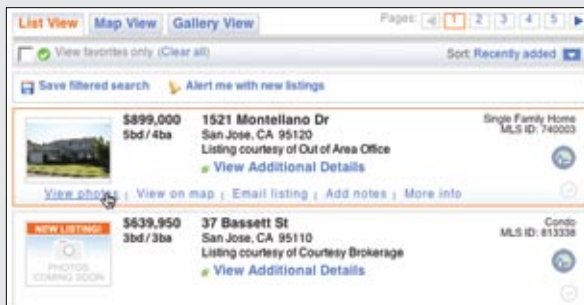 List View Map View Gallery View Pages: 1 2 3 4 5
View favorites only (Clear all) Sort: Recently added
Save filtered search Alert me with new listings
$899,000 1521 Montellano Dr Single Family Home
5bd/4ba San Jose, CA 95120 MLS ID: 740003
Listing courtesy of Out of Area Office
View Additional Details
View photos | View on map | Email listing | Add notes | More info
NEW LISTING! $639,950 37 Bassett St Condo
3bd/3ba San Jose, CA 95110 MLS ID: 813338
Listing courtesy of Courtesy Brokerage
PHOTOS View Additional Details
COMING SOON